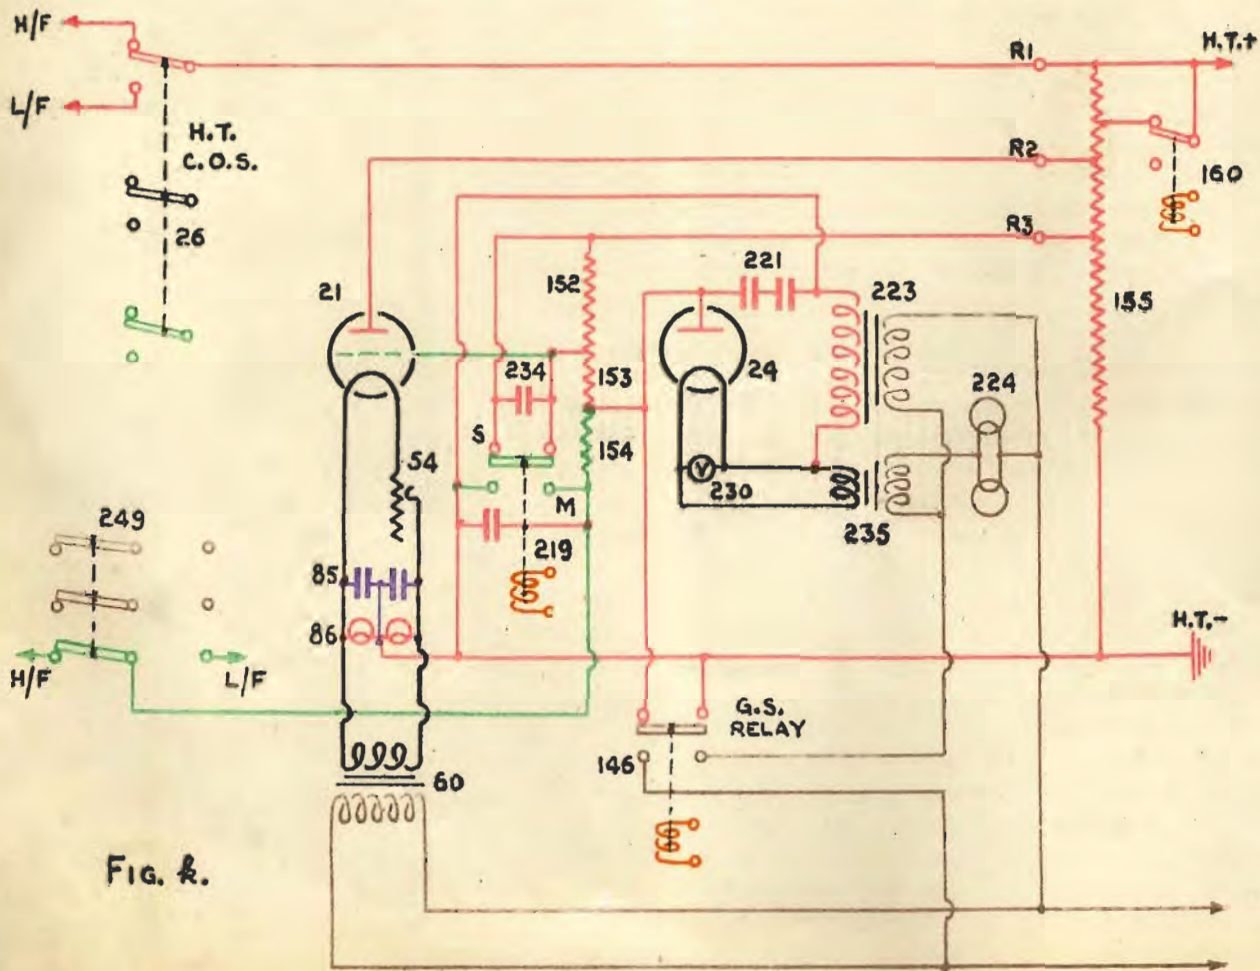 H/F
R1
H.T.+
L/F
H.T.
C.O.S.
R2
160
26
R3
221
21
152
223
155
234
153
24
224
S
54
154
M
230
249
219
235
85
86
H.T.-
H/F
L/F
G.S.
RELAY
146
60
FIG. k.
V